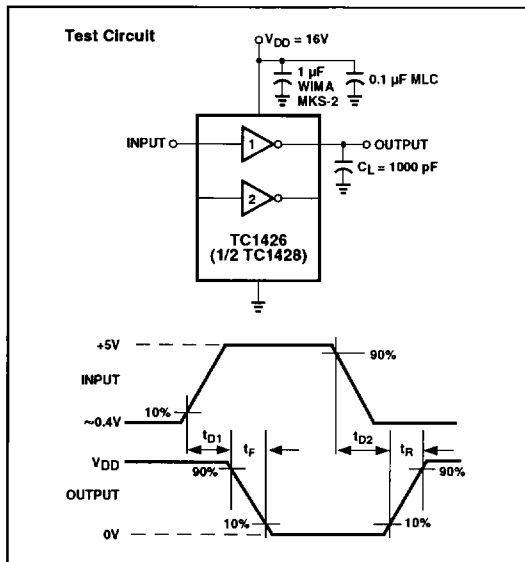 Test Circuit
V_DD = 16V
1 µF
WIMA
MKS-2
0.1 µF MLC
INPUT
1
OUTPUT
C_L = 1000 pF
2
TC1426
(1/2 TC1428)
+5V
90%
INPUT
10%
~0.4V
t_D1
t_F
t_D2
t_R
V_DD
90%
90%
OUTPUT
10%
10%
0V